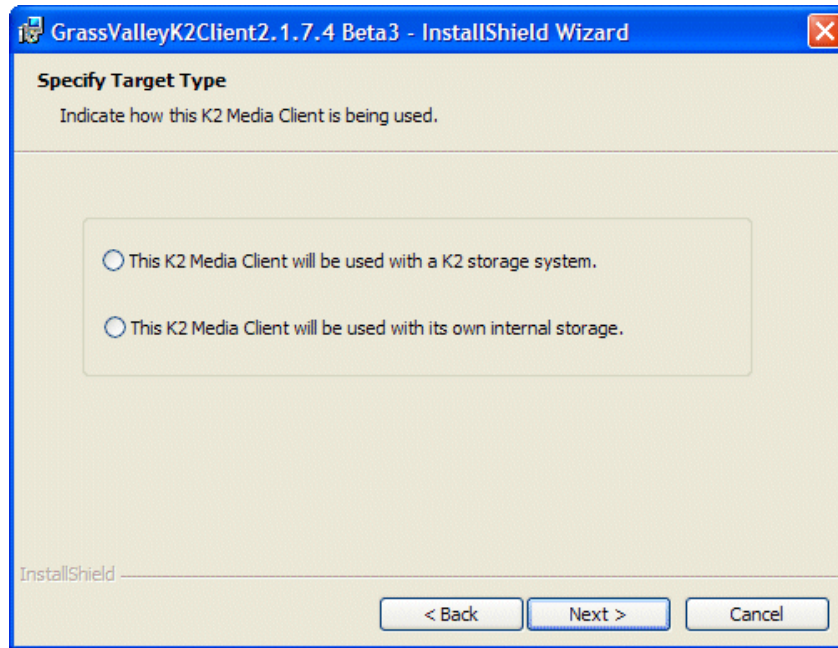 GrassValleyK2Client2.1.7.4 Beta3 - InstallShield Wizard
Specify Target Type
Indicate how this K2 Media Client is being used.
This K2 Media Client will be used with a K2 storage system.
This K2 Media Client will be used with its own internal storage.
InstallShield
< Back Next > Cancel